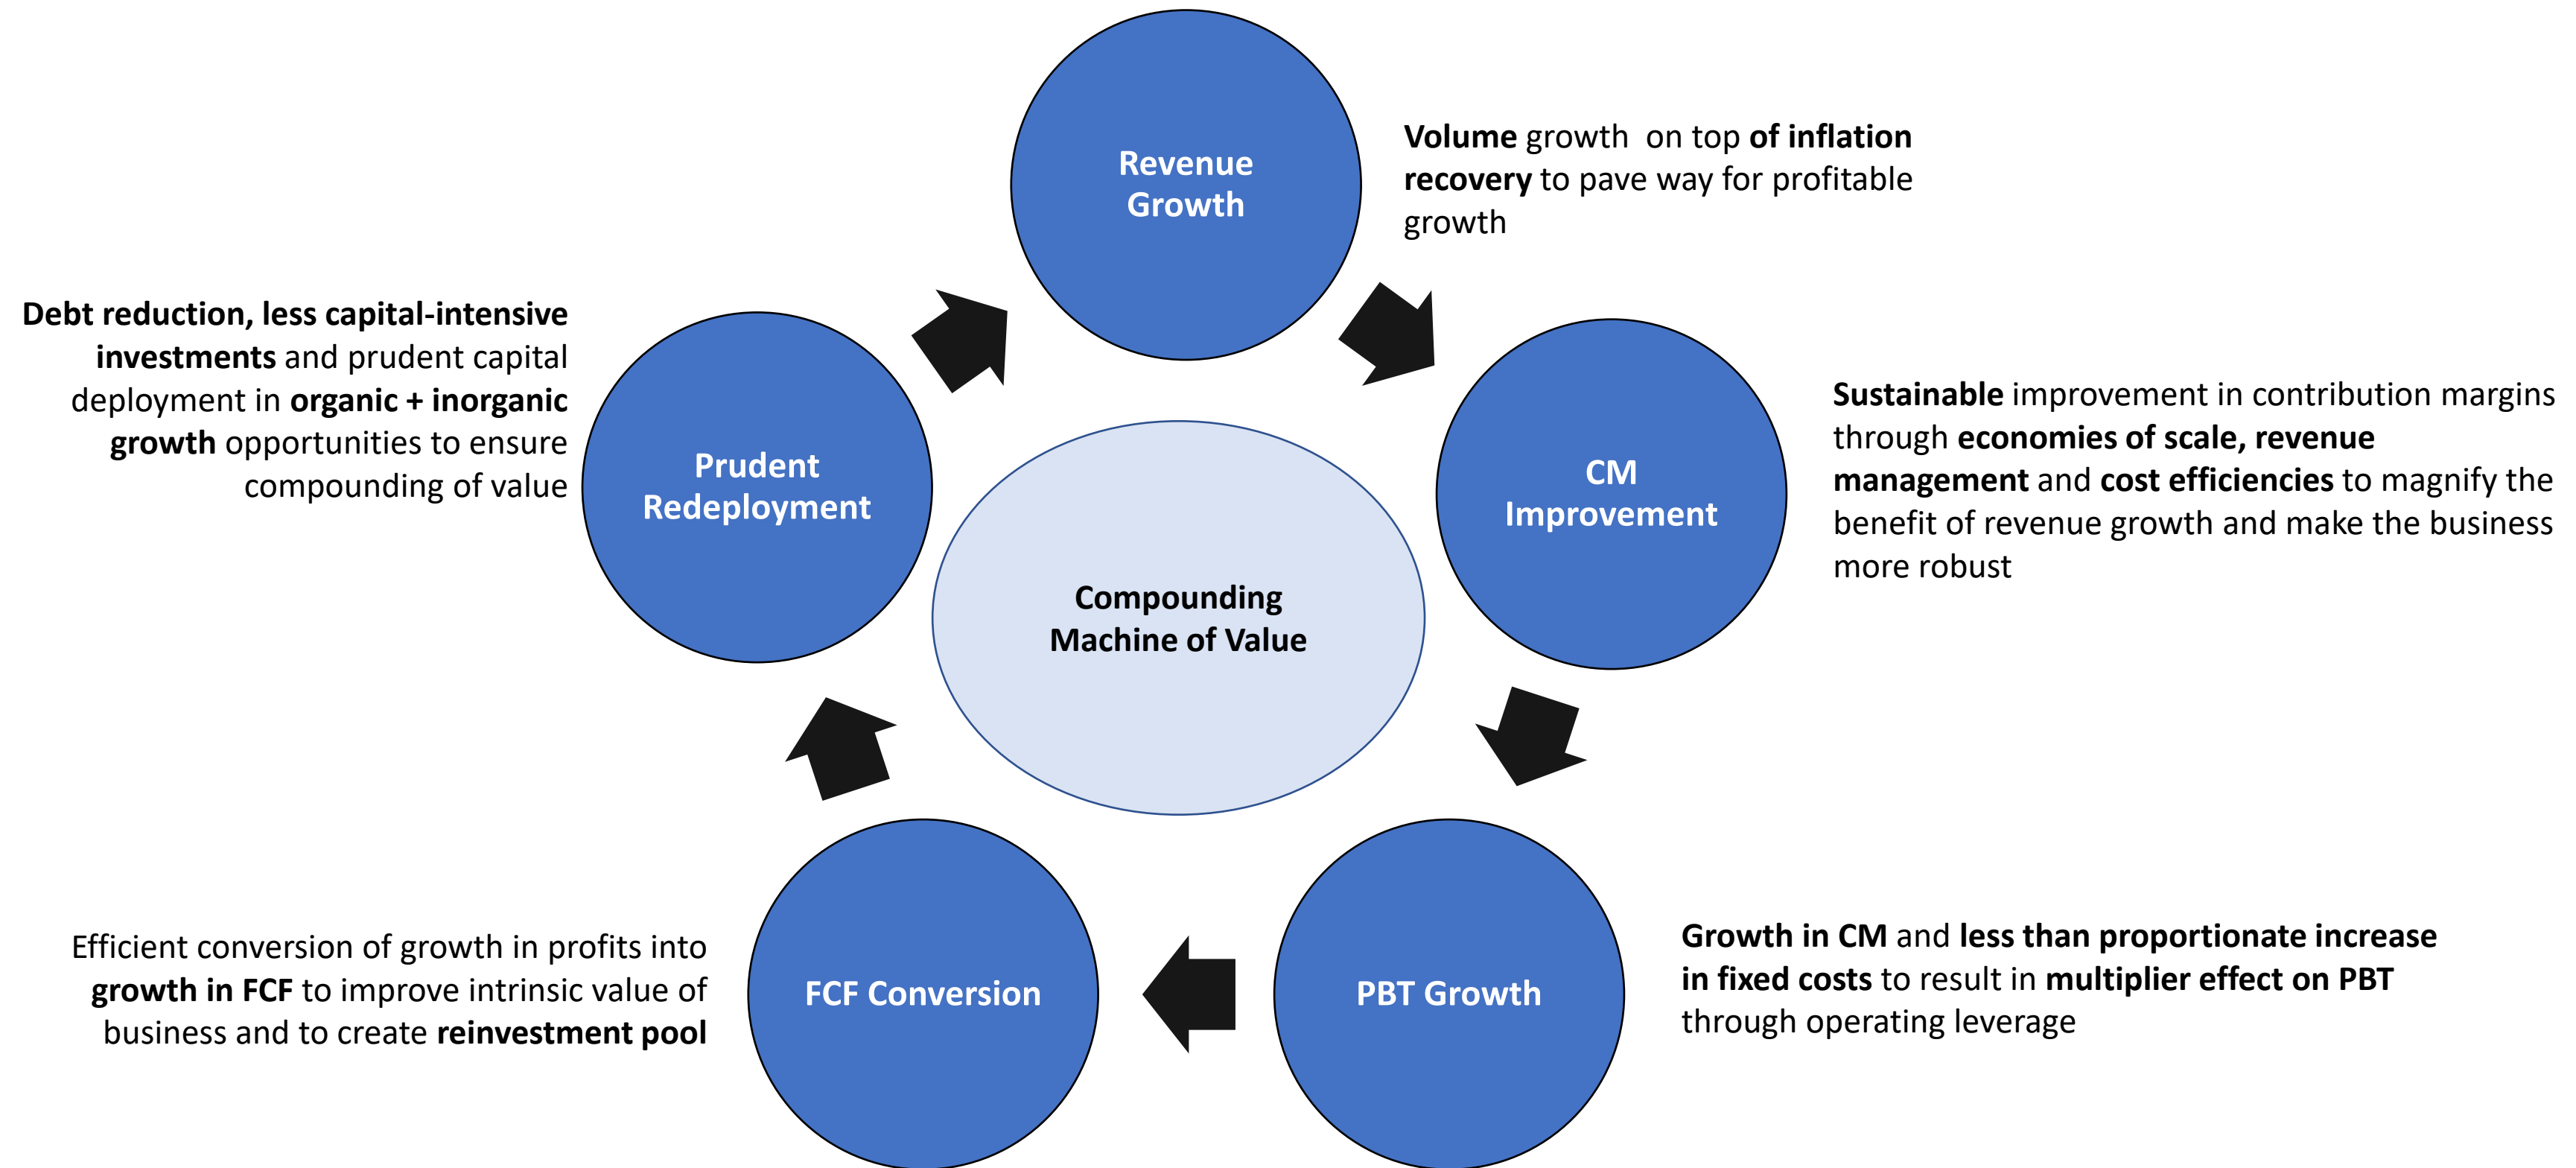 Revenue
Growth
Volume growth on top of inflation
recovery to pave way for profitable
growth
CM
Improvement
Sustainable improvement in contribution margins
through economies of scale, revenue
management and cost efficiencies to magnify the
benefit of revenue growth and make the business
more robust
PBT Growth
Growth in CM and less than proportionate increase
in fixed costs to result in multiplier effect on PBT
through operating leverage
FCF Conversion
Efficient conversion of growth in profits into
growth in FCF to improve intrinsic value of
business and to create reinvestment pool
Prudent
Redeployment
Debt reduction, less capital-intensive
investments and prudent capital
deployment in organic + inorganic
growth opportunities to ensure
compounding of value
Compounding
Machine of Value